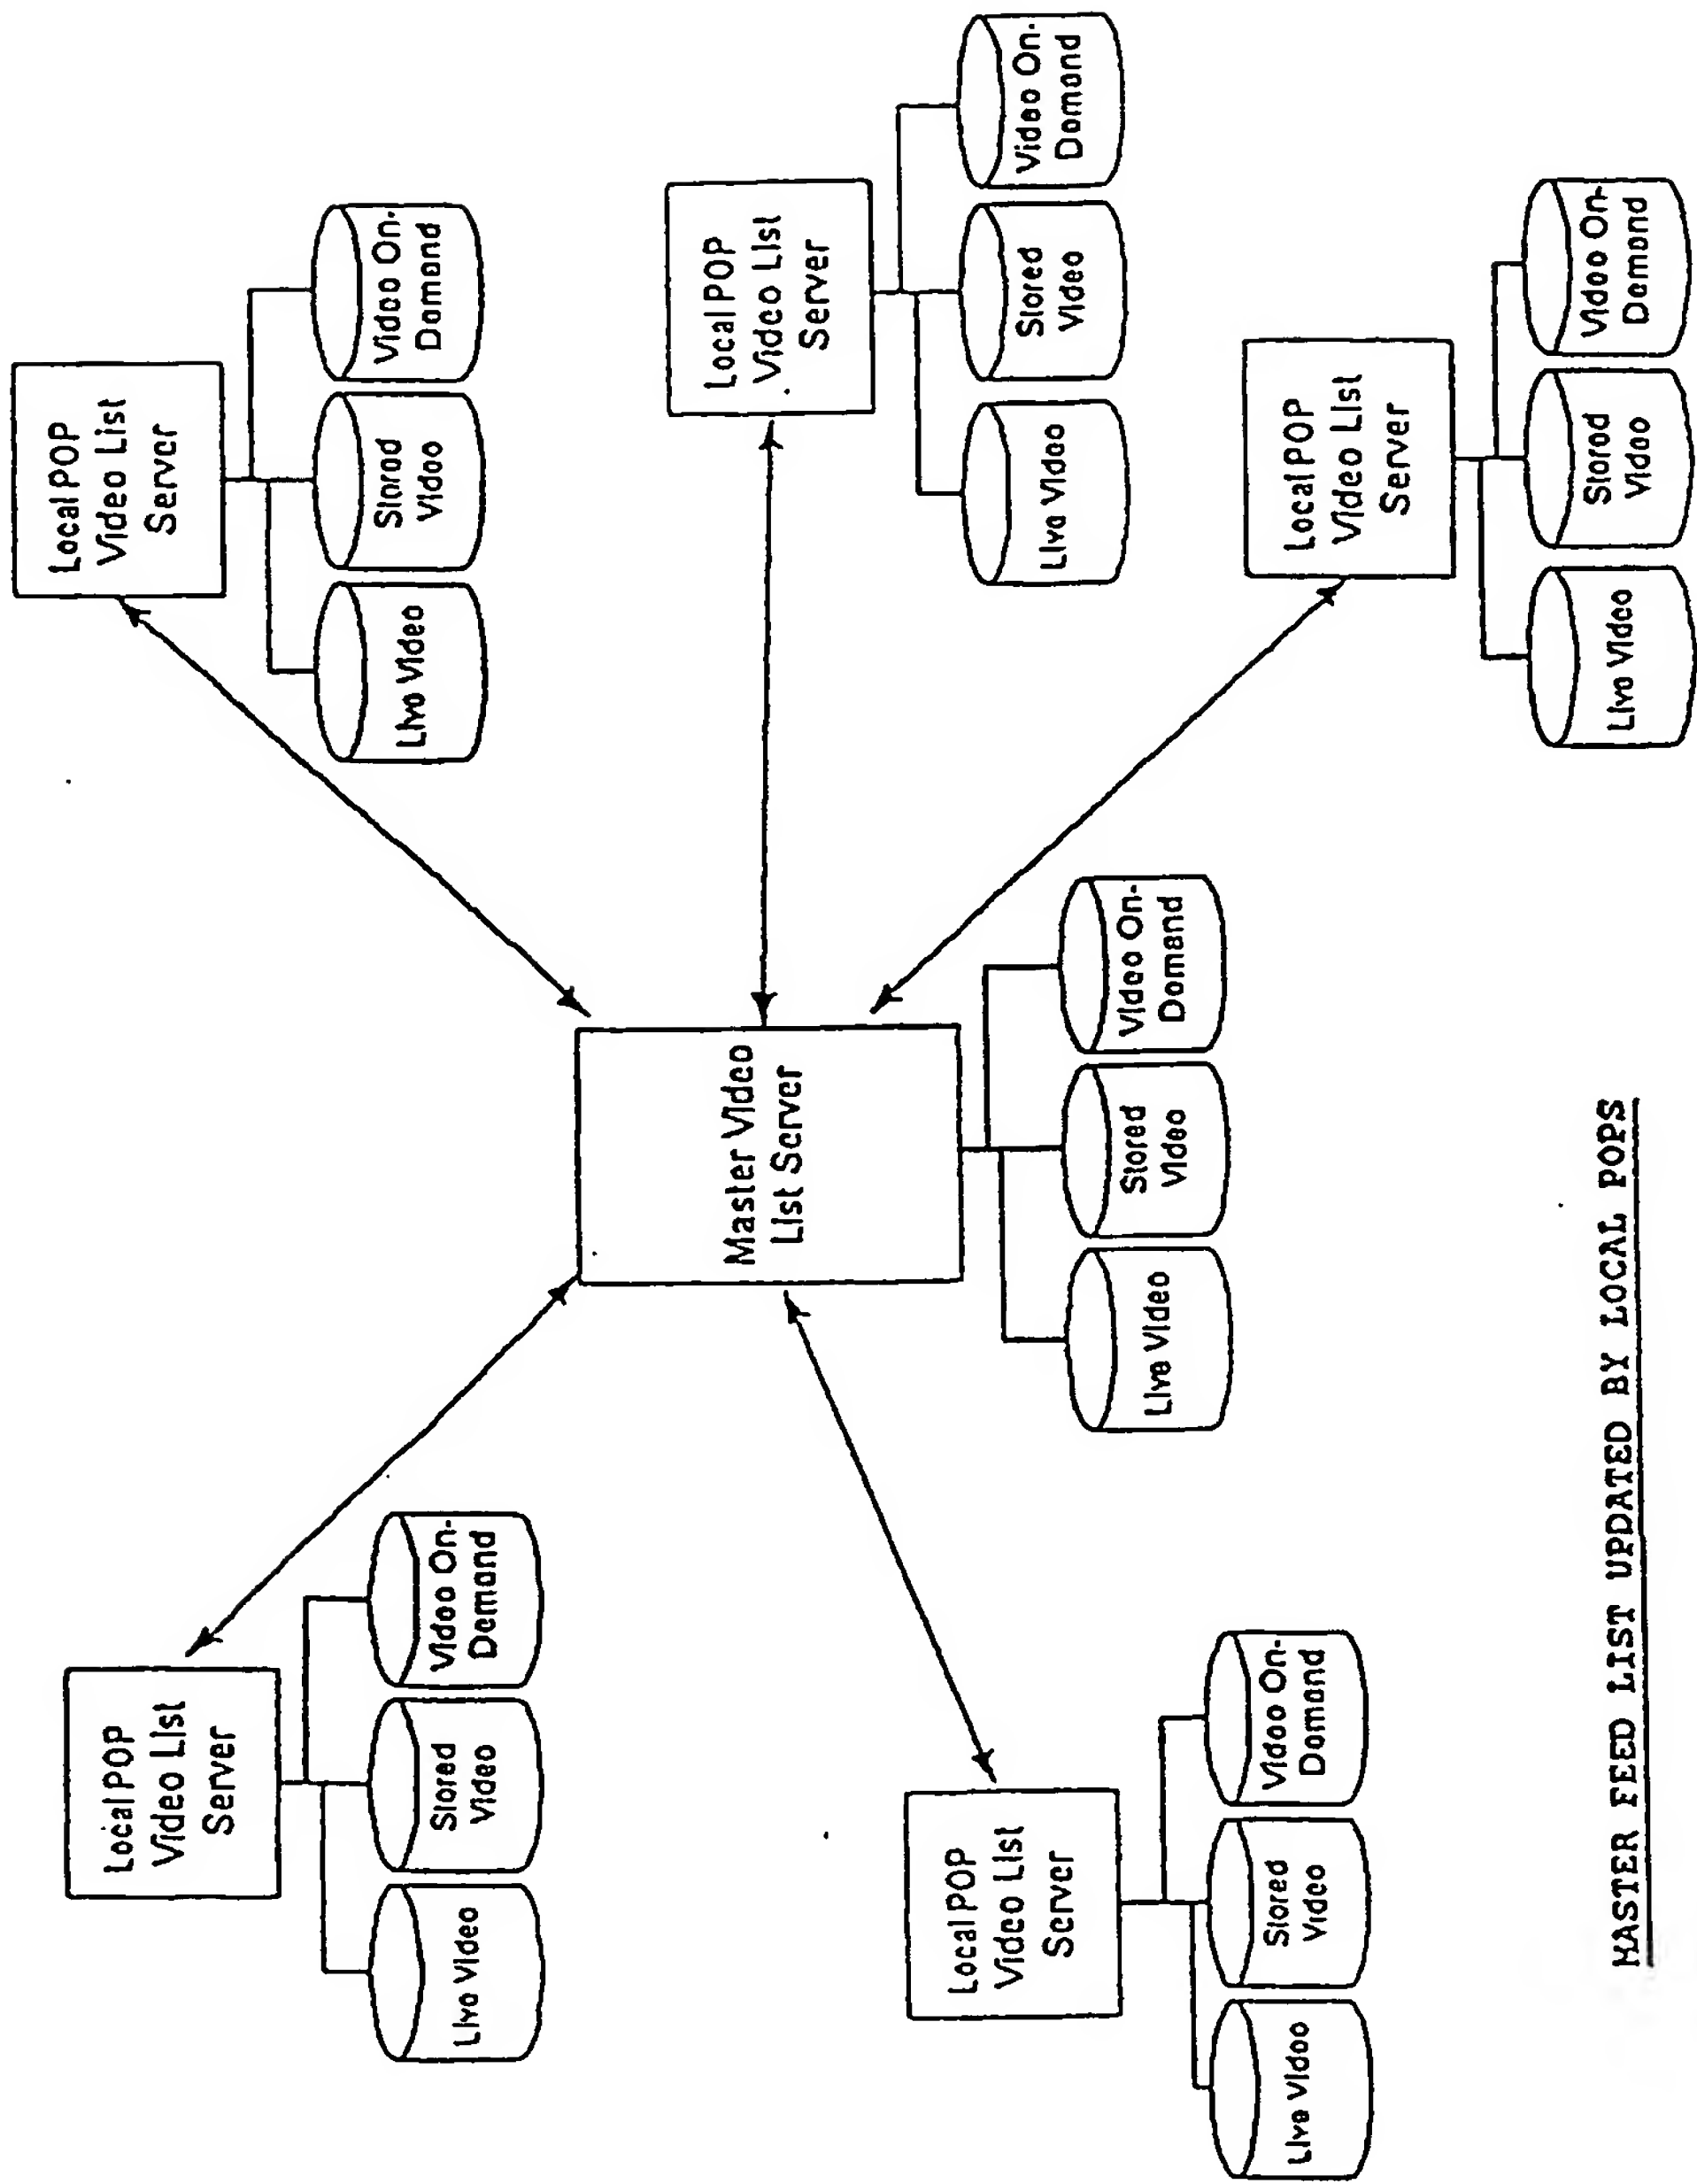 Local POP
Video List
Server
Live Video
Stored
Video
Video On-
Demand
Local POP
Video List
Server
Live Video
Stored
Video
Video On-
Demand
Master Video
List Server
Live Video
Stored
Video
Video On-
Demand
Local POP
Video List
Server
Live Video
Stored
Video
Video On-
Demand
Local POP
Video List
Server
Live Video
Stored
Video
Video On-
Demand
Local POP
Video List
Server
Live Video
Stored
Video
Video On-
Demand
MASTER FEED LIST UPDATED BY LOCAL POPS